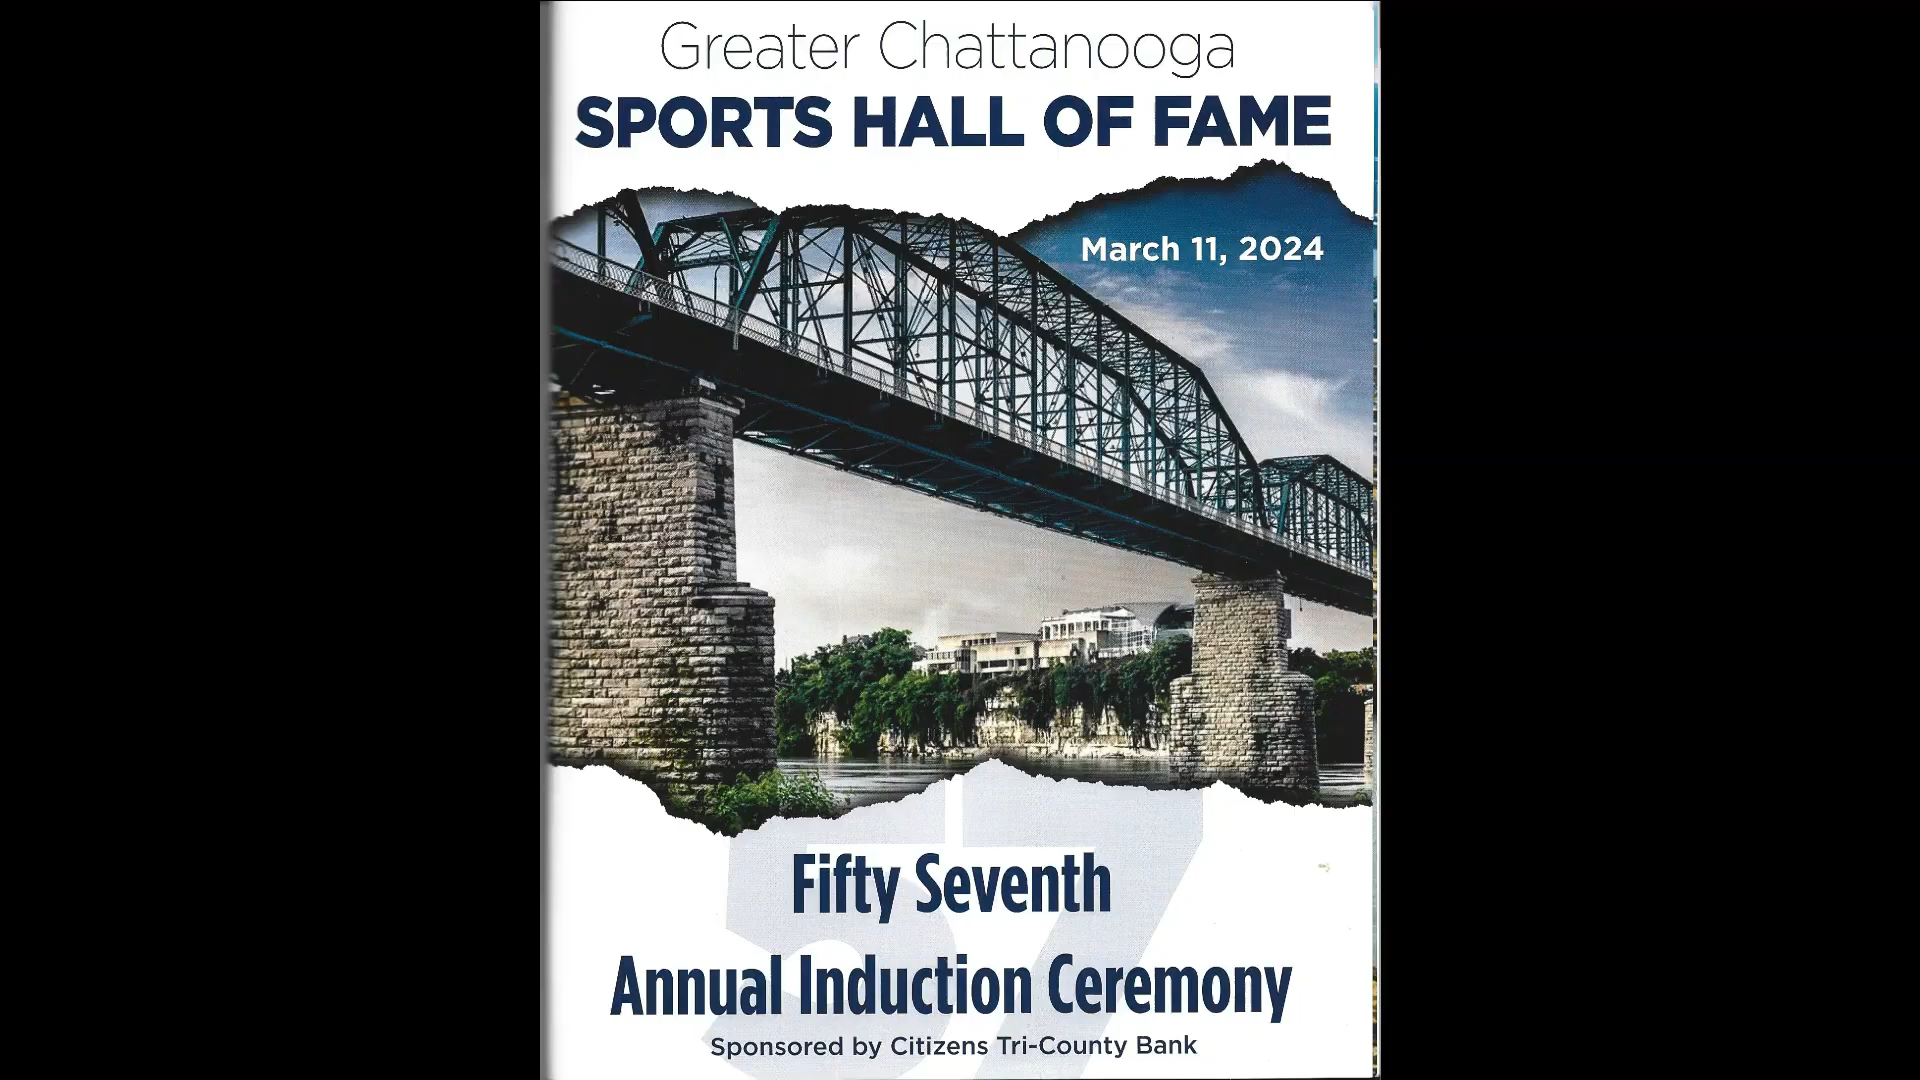 Greater Chattanooga
SPORTS HALL OF FAME
March 11, 2024
57
Fifty Seventh
Annual Induction Ceremony
Sponsored by Citizens Tri-County Bank